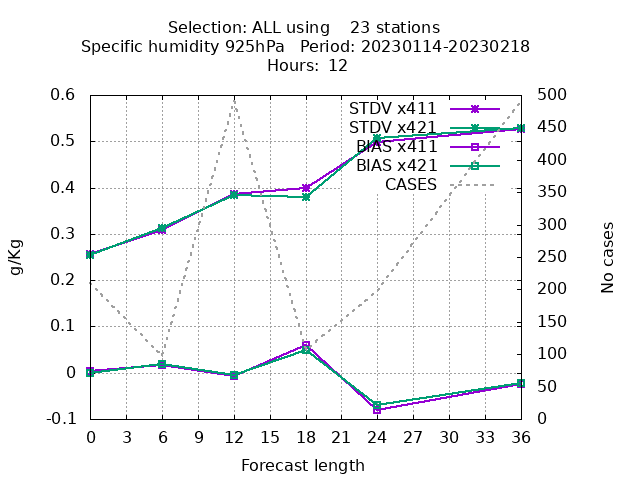 Selection: ALL using    23 stations
Specific humidity 925hPa   Period: 20230114-20230218
Hours: 12
STDV x411
STDV x421
BIAS x411
BIAS x421
CASES
g/Kg
0.6
0.5
0.4
0.3
0.2
0.1
0
-0.1
No cases
500
450
400
350
300
250
200
150
100
50
0
0 3 6 9 12 15 18 21 24 27 30 33 36
Forecast length